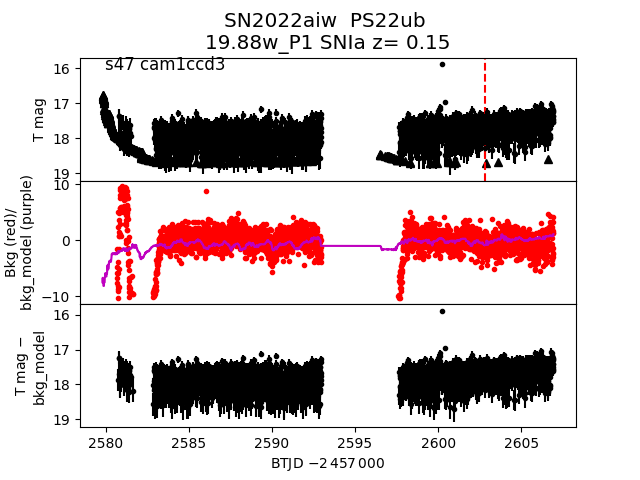 SN2022aiw PS22ub
19.88w_P1 SNIa z= 0.15
s47 cam1ccd3
16
17
18
19
T mag
10
0
−10
Bkg (red)/
bkg_model (purple)
16
17
18
19
T mag −
bkg_model
2580 2585 2590 2595 2600 2605
BTJD −2 457 000